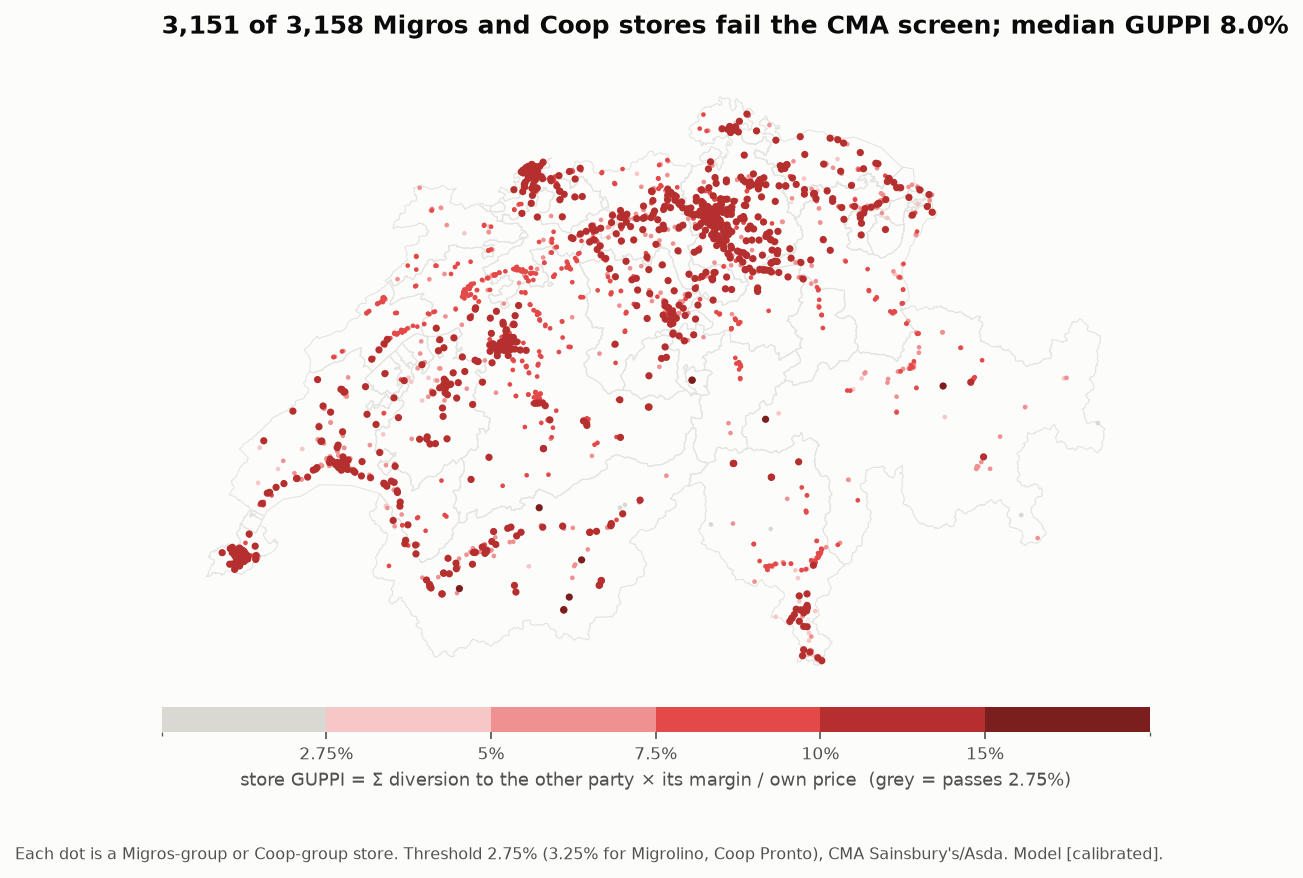 3,151 of 3,158 Migros and Coop stores fail the CMA screen; median GUPPI 8.0%
2.75% 5% 7.5% 10% 15%
store GUPPI = Σ diversion to the other party × its margin / own price (grey = passes 2.75%)
Each dot is a Migros-group or Coop-group store. Threshold 2.75% (3.25% for Migrolino, Coop Pronto), CMA Sainsbury's/Asda. Model [calibrated].